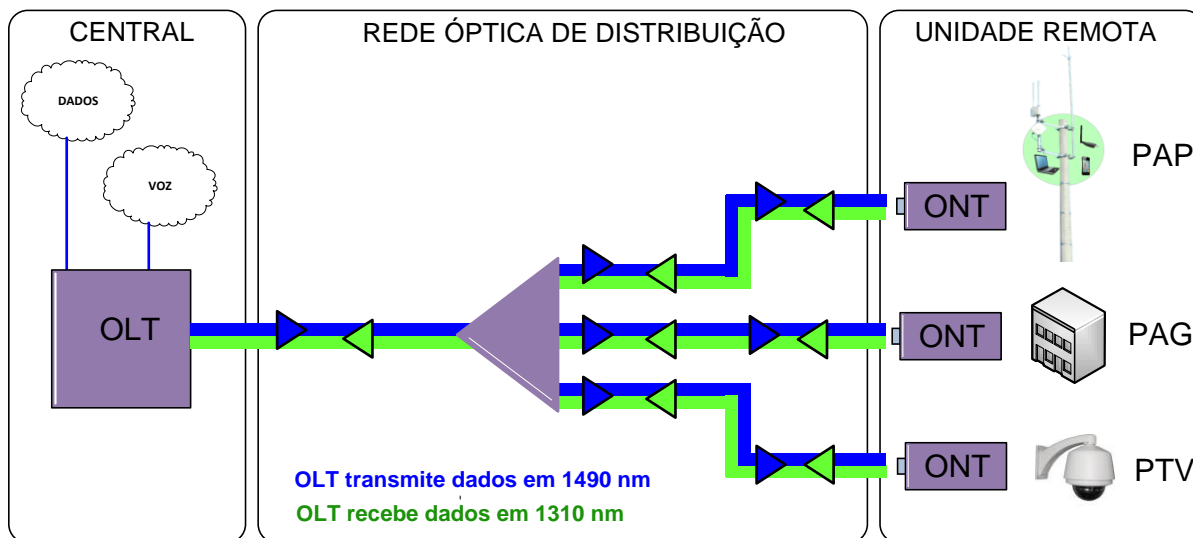 CENTRAL
DADOS
VOZ
OLT
REDE ÓPTICA DE DISTRIBUIÇÃO
OLT transmite dados em 1490 nm
OLT recebe dados em 1310 nm
UNIDADE REMOTA
ONT
PAP
ONT
PAG
ONT
PTV